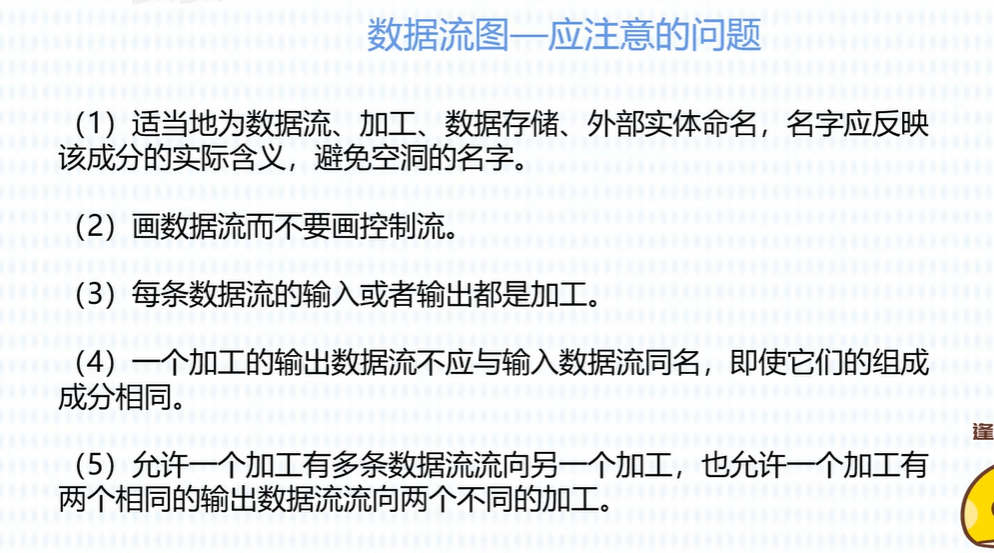 数据流图—应注意的问题
（1）适当地为数据流、加工、数据存储、外部实体命名，名字应反映
该成分的实际含义，避免空洞的名字。
（2）画数据流而不要画控制流。
（3）每条数据流的输入或者输出都是加工。
（4）一个加工的输出数据流不应与输入数据流同名，即使它们的组成
成分相同。
（5）允许一个加工有多条数据流流向另一个加工，也允许一个加工有
两个相同的输出数据流流向两个不同的加工。
逢